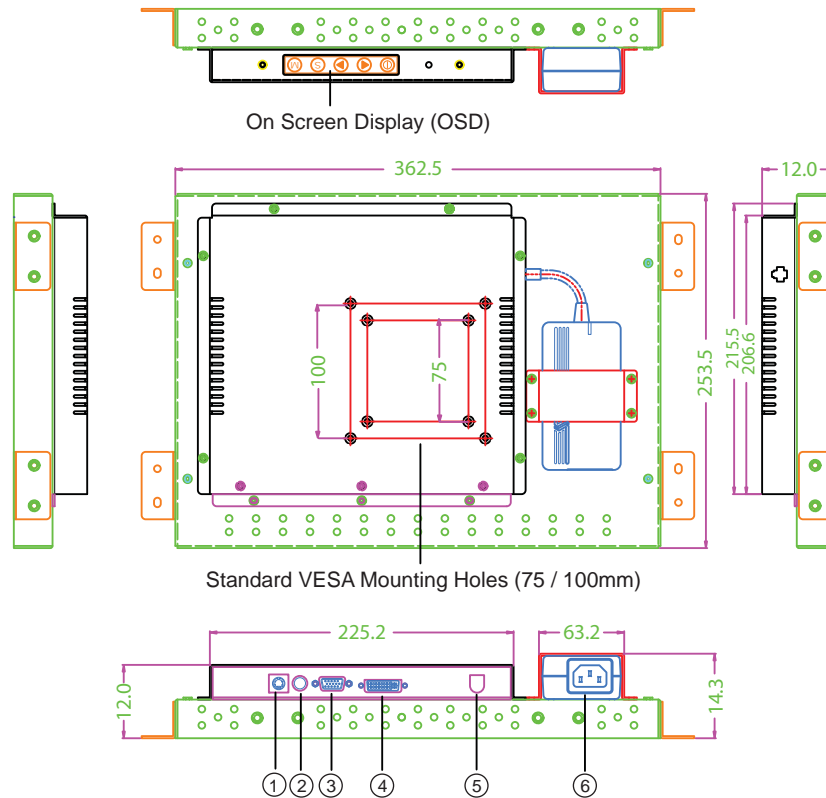 M S
On Screen Display (OSD)
362.5
12.0
100
75
253.5
215.5
206.6
Standard VESA Mounting Holes (75 / 100mm)
225.2
63.2
12.0
14.3
1 2 3 4 5 6